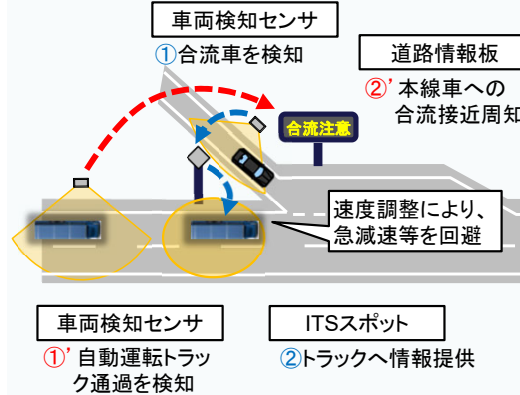 車両検知センサ
①合流車を検知
道路情報板
②’本線車への
合流接近周知
合流注意
速度調整により、
急減速等を回避
車両検知センサ
①’自動運転トラッ
ク通過を検知
ITSスポット
②トラックへ情報提供